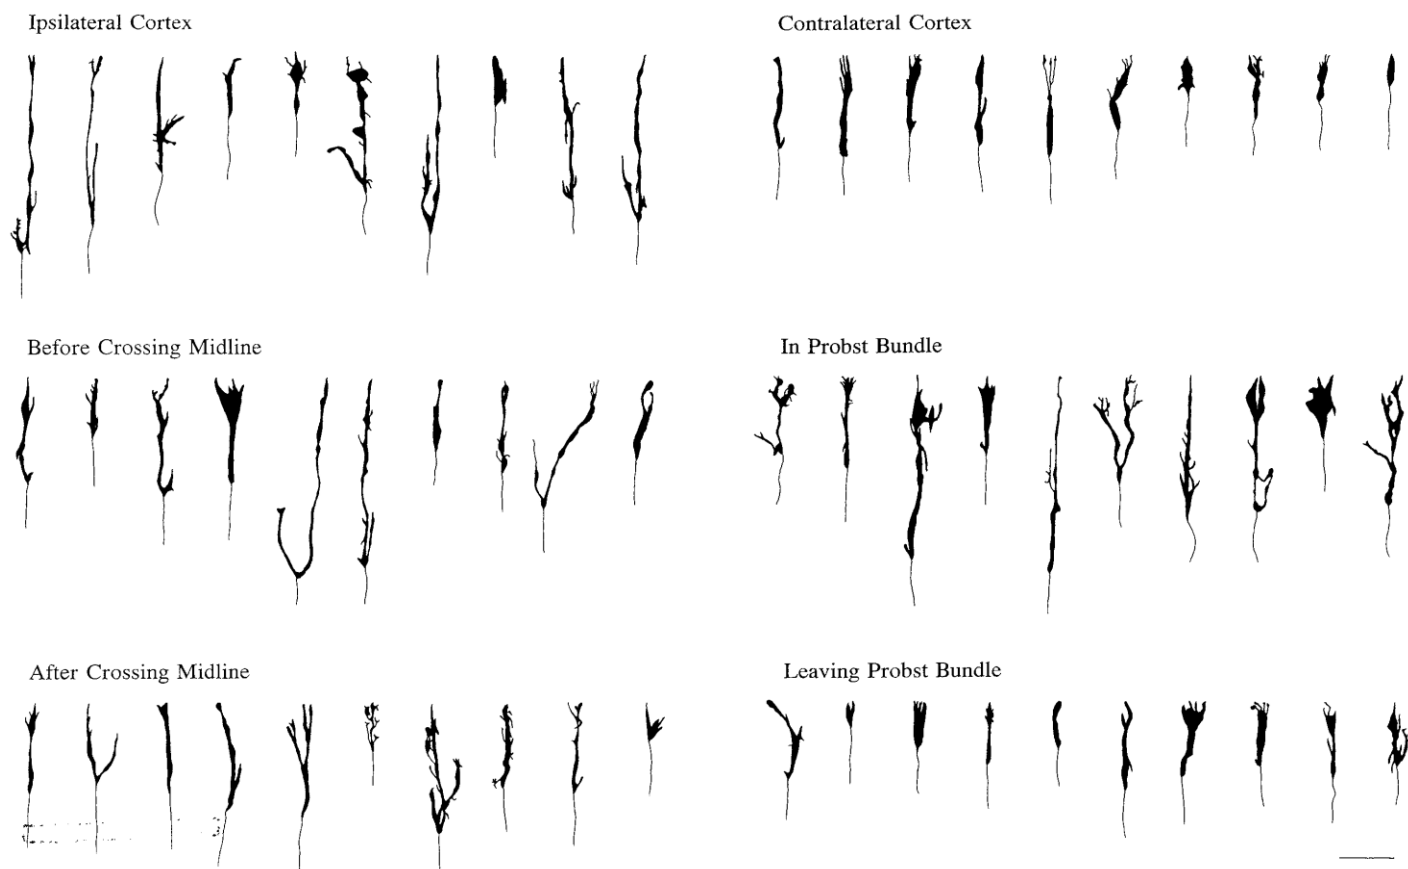 Ipsilateral Cortex
Contralateral Cortex
Before Crossing Midline
In Probst Bundle
After Crossing Midline
Leaving Probst Bundle